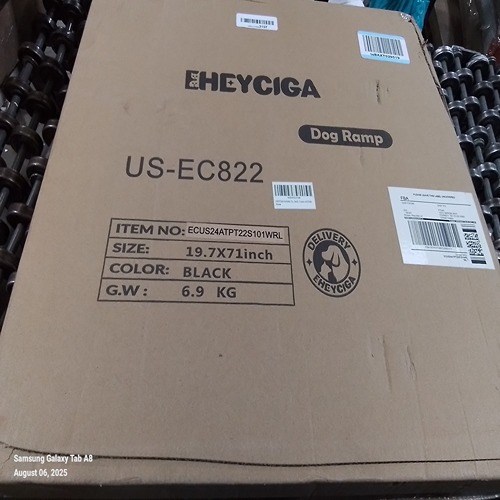 HEYCIGA
Dog Ramp
US-EC822
ITEM NO: ECUS24ATPT22S101WRL
SIZE: 19.7X71inch
COLOR: BLACK
G.W: 6.9 KG
DELIVERY
EHEYCIGA
FBA
Samsung Galaxy Tab A8
August 06, 2025